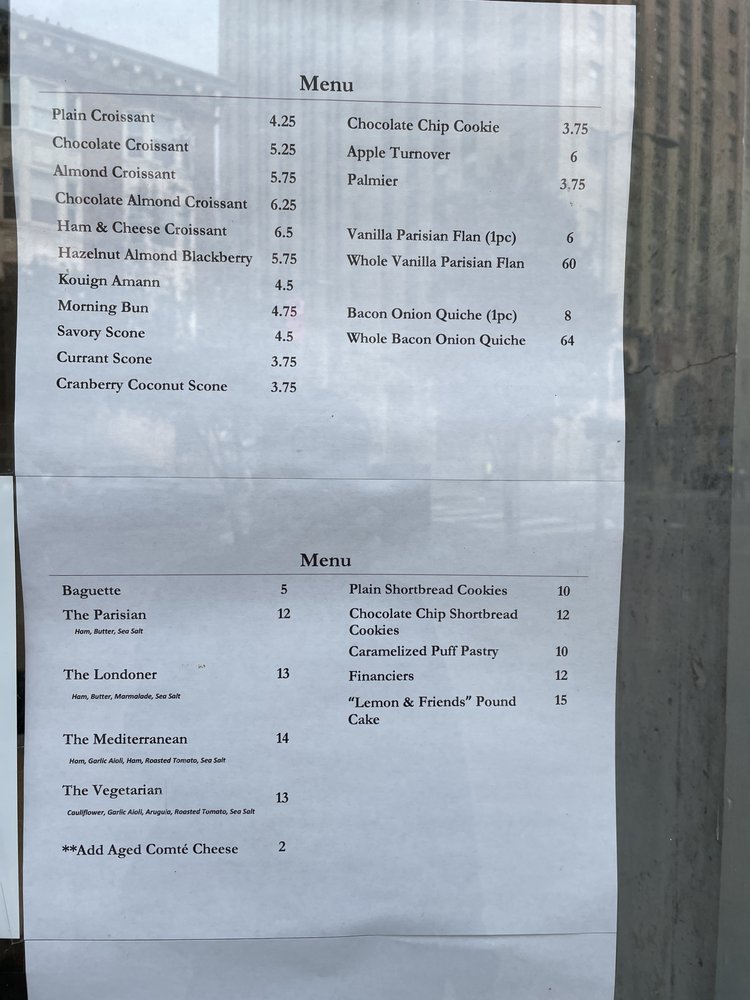 Menu
Plain Croissant 4.25
Chocolate Croissant 5.25
Almond Croissant 5.75
Chocolate Almond Croissant 6.25
Ham & Cheese Croissant 6.5
Hazelnut Almond Blackberry 5.75
Kouign Amann 4.5
Morning Bun 4.75
Savory Scone 4.5
Currant Scone 3.75
Cranberry Coconut Scone 3.75
Chocolate Chip Cookie 3.75
Apple Turnover 6
Palmier 3.75
Vanilla Parisian Flan (1pc) 6
Whole Vanilla Parisian Flan 60
Bacon Onion Quiche (1pc) 8
Whole Bacon Onion Quiche 64
Menu
Baguette 5
The Parisian 12
Ham, Butter, Sea Salt
The Londoner 13
Ham, Butter, Marmalade, Sea Salt
The Mediterranean 14
Ham, Garlic Aioli, Ham, Roasted Tomato, Sea Salt
The Vegetarian 13
Cauliflower, Garlic Aioli, Arugula, Roasted Tomato, Sea Salt
**Add Aged Comté Cheese 2
Plain Shortbread Cookies 10
Chocolate Chip Shortbread 12
Cookies
Caramelized Puff Pastry 10
Financiers 12
“Lemon & Friends” Pound 15
Cake